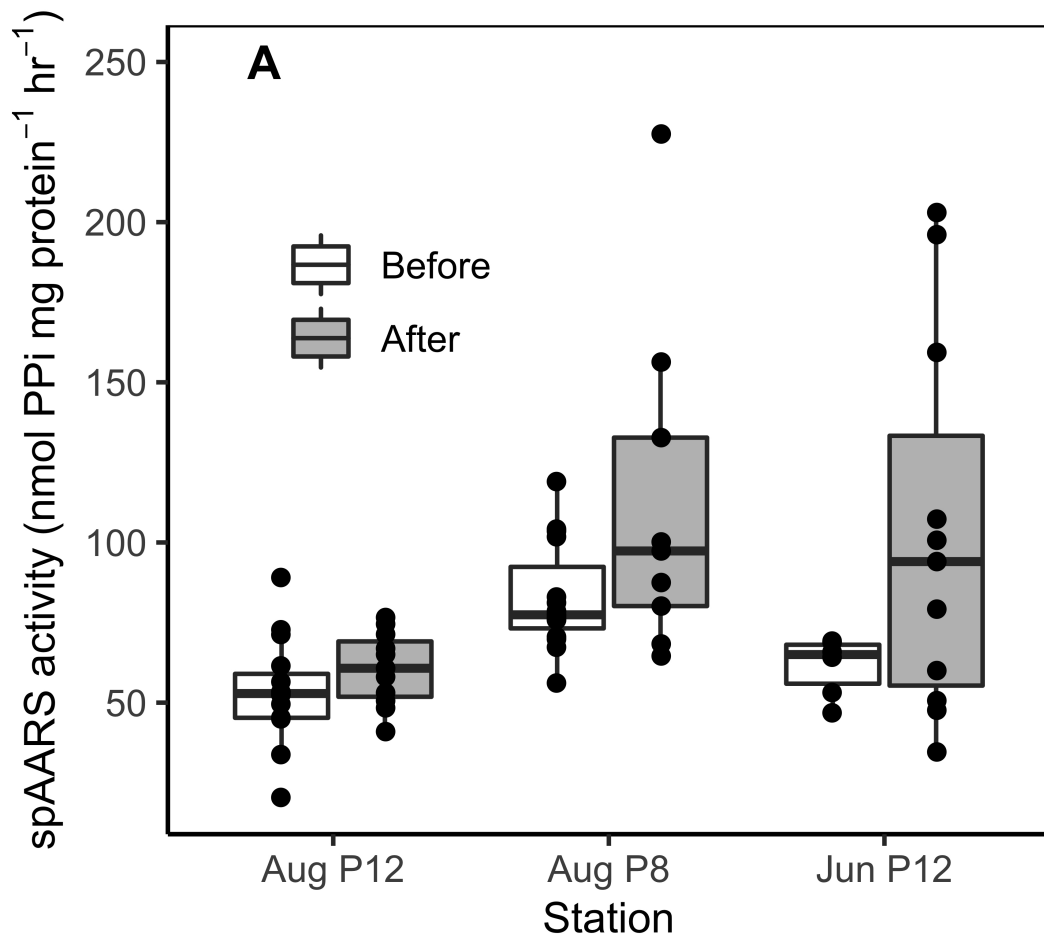 A
spAARS activity (nmol PPi mg protein⁻¹ hr⁻¹)
250
200
150
100
50
Before
After
Aug P12
Aug P8
Jun P12
Station